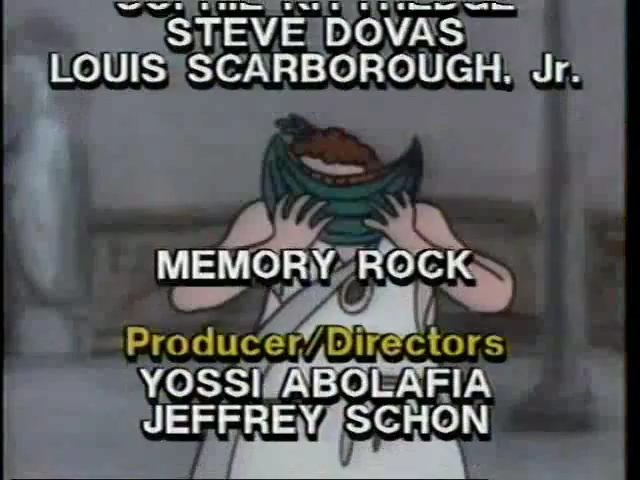 STEVE DOVAS
LOUIS SCARBOROUGH, Jr.
MEMORY ROCK
Producer/Directors
YOSSI ABOLAFIA
JEFFREY SCHON